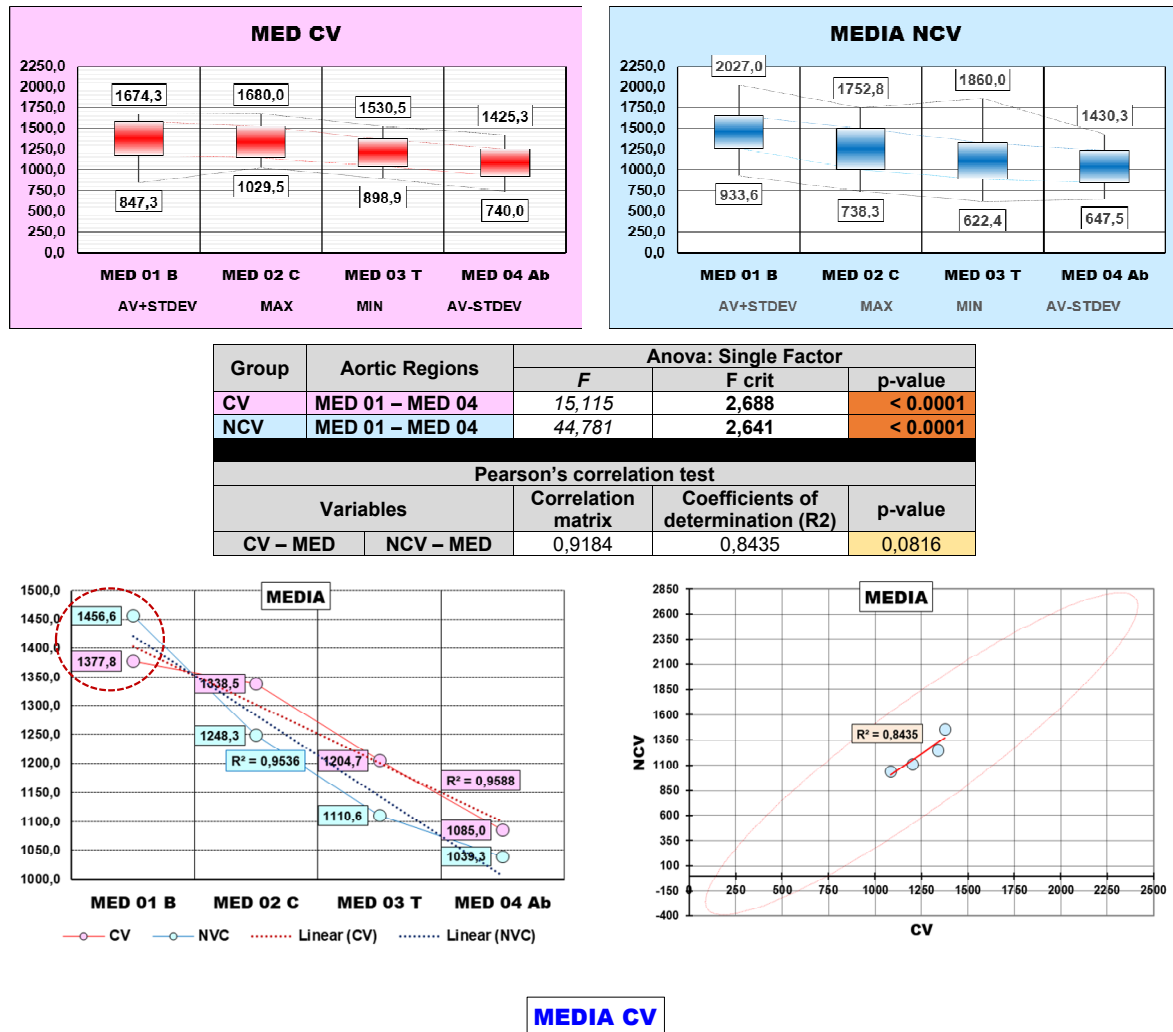 MED CV
2250,0
2000,0
1750,0
1500,0
1250,0
1000,0
750,0
500,0
250,0
0,0
1674,3
1680,0
1530,5
1425,3
847,3
1029,5
898,9
740,0
MED 01 B MED 02 C MED 03 T MED 04 Ab
AV+STDEV MAX MIN AV-STDEV
MEDIA NCV
2250,0
2000,0
1750,0
1500,0
1250,0
1000,0
750,0
500,0
250,0
0,0
2027,0
1752,8
1860,0
1430,3
933,6
738,3
622,4
647,5
MED 01 B MED 02 C MED 03 T MED 04 Ab
AV+STDEV MAX MIN AV-STDEV
Group Aortic Regions Anova: Single Factor
F F crit p-value
CV MED 01 – MED 04 15,115 2,688 < 0.0001
NCV MED 01 – MED 04 44,781 2,641 < 0.0001
Pearson’s correlation test
Variables Correlation matrix Coefficients of determination (R2) p-value
CV – MED NCV – MED 0,9184 0,8435 0,0816
MEDIA
1500,0
1450,0
1400,0
1350,0
1300,0
1250,0
1200,0
1150,0
1100,0
1050,0
1000,0
1456,6
1377,8
1338,5
1248,3
R² = 0,9536
1204,7
1110,6
R² = 0,9588
1085,0
1039,3
MED 01 B MED 02 C MED 03 T MED 04 Ab
CV NVC Linear (CV) Linear (NVC)
MEDIA
NCV
2850
2600
2350
2100
1850
1600
1350
1100
850
600
350
100
-150
-400
R² = 0,8435
0 250 500 750 1000 1250 1500 1750 2000 2250 2500
CV
MEDIA CV